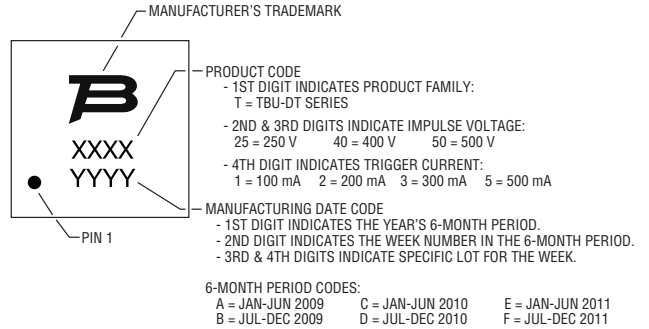 MANUFACTURER'S TRADEMARK
B
PRODUCT CODE
- 1ST DIGIT INDICATES PRODUCT FAMILY:
T = TBU-DT SERIES
- 2ND & 3RD DIGITS INDICATE IMPULSE VOLTAGE:
25 = 250 V 40 = 400 V 50 = 500 V
- 4TH DIGIT INDICATES TRIGGER CURRENT:
1 = 100 mA 2 = 200 mA 3 = 300 mA 5 = 500 mA
XXXX
YYYY
MANUFACTURING DATE CODE
- 1ST DIGIT INDICATES THE YEAR'S 6-MONTH PERIOD.
- 2ND DIGIT INDICATES THE WEEK NUMBER IN THE 6-MONTH PERIOD.
- 3RD & 4TH DIGITS INDICATE SPECIFIC LOT FOR THE WEEK.
PIN 1
6-MONTH PERIOD CODES:
A = JAN-JUN 2009 C = JAN-JUN 2010 E = JAN-JUN 2011
B = JUL-DEC 2009 D = JUL-DEC 2010 F = JUL-DEC 2011